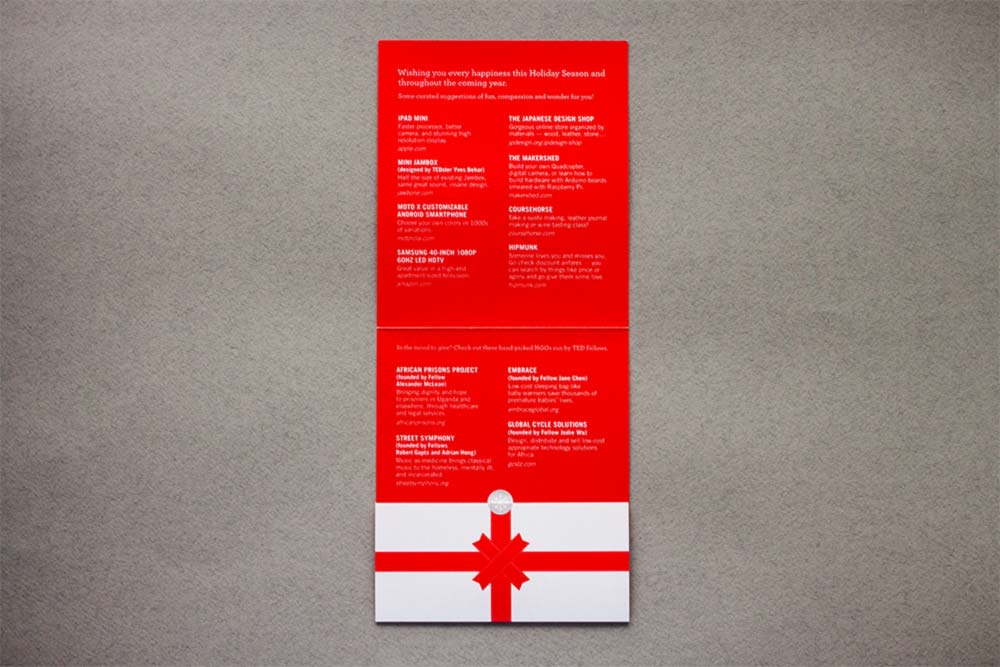 Wishing you every happiness this Holiday Season and
throughout the coming year.
Some curated suggestions of fun, compassion and wonder for you!
IPAD MINI
Faster processor, better
camera, and stunning high
resolution display.
apple.com
MINI JAMBOX
(designed by TEDster Yves Behar)
Half the size of existing Jambox,
same great sound, insane design.
jawbone.com
MOTO X CUSTOMIZABLE
ANDROID SMARTPHONE
Choose your own colors in 1000s
of variations.
motorola.com
SAMSUNG 40-INCH 1080P
60HZ LED HDTV
Great value in a high-end
apartment-sized television.
amazon.com
THE JAPANESE DESIGN SHOP
Gorgeous online store organized by
materials — wood, leather, stone...
jpdesign.org/jpdesign-shop
THE MAKERSHED
Build your own Quadcopter,
digital camera, or learn how to
build hardware with Arduino boards
smeared with Raspberry Pi.
makershed.com
COURSEHORSE
Take a sushi making, leather journal
making or wine tasting class!
coursehorse.com
HIPMUNK
Someone loves you and misses you.
Go check discount airfares you
can search by things like price or
agony and go give them some love
hipmunk.com
In the mood to give? Check out these hand-picked NGOs run by TED Fellows.
AFRICAN PRISONS PROJECT
(founded by Fellow
Alexander McLean)
Bringing dignity and hope
to prisoners in Uganda and
elsewhere, through healthcare
and legal services.
africanprisons.org
STREET SYMPHONY
(founded by Fellows
Robert Gupta and Adrian Hong)
Music as medicine brings classical
music to the homeless, mentally ill,
and incarcerated.
streetsymphony.org
EMBRACE
(founded by Fellow Jane Chen)
Low-cost sleeping bag-like
baby warmers save thousands of
premature babies' lives.
embraceglobal.org
GLOBAL CYCLE SOLUTIONS
(founded by Fellow Jodie Wu)
Design, distribute and sell low-cost
appropriate technology solutions
for Africa.
gcstz.com